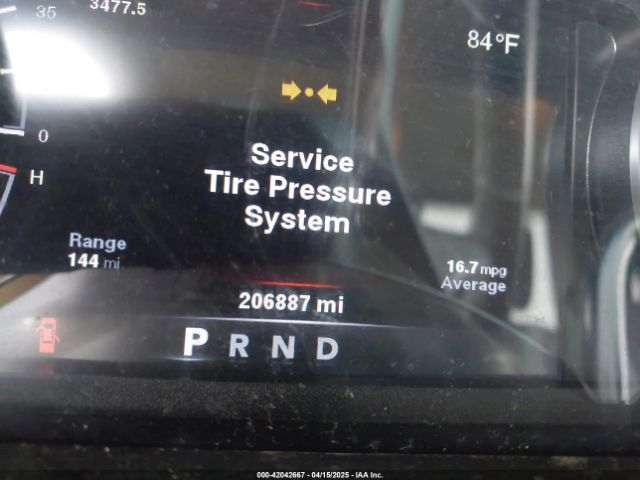 35
3477.5
84°F
0
Service
Tire Pressure
System
H
Range
144 mi
16.7 mpg
Average
206887 mi
P R N D
000-42042667 - 04/15/2025 - IAA Inc.